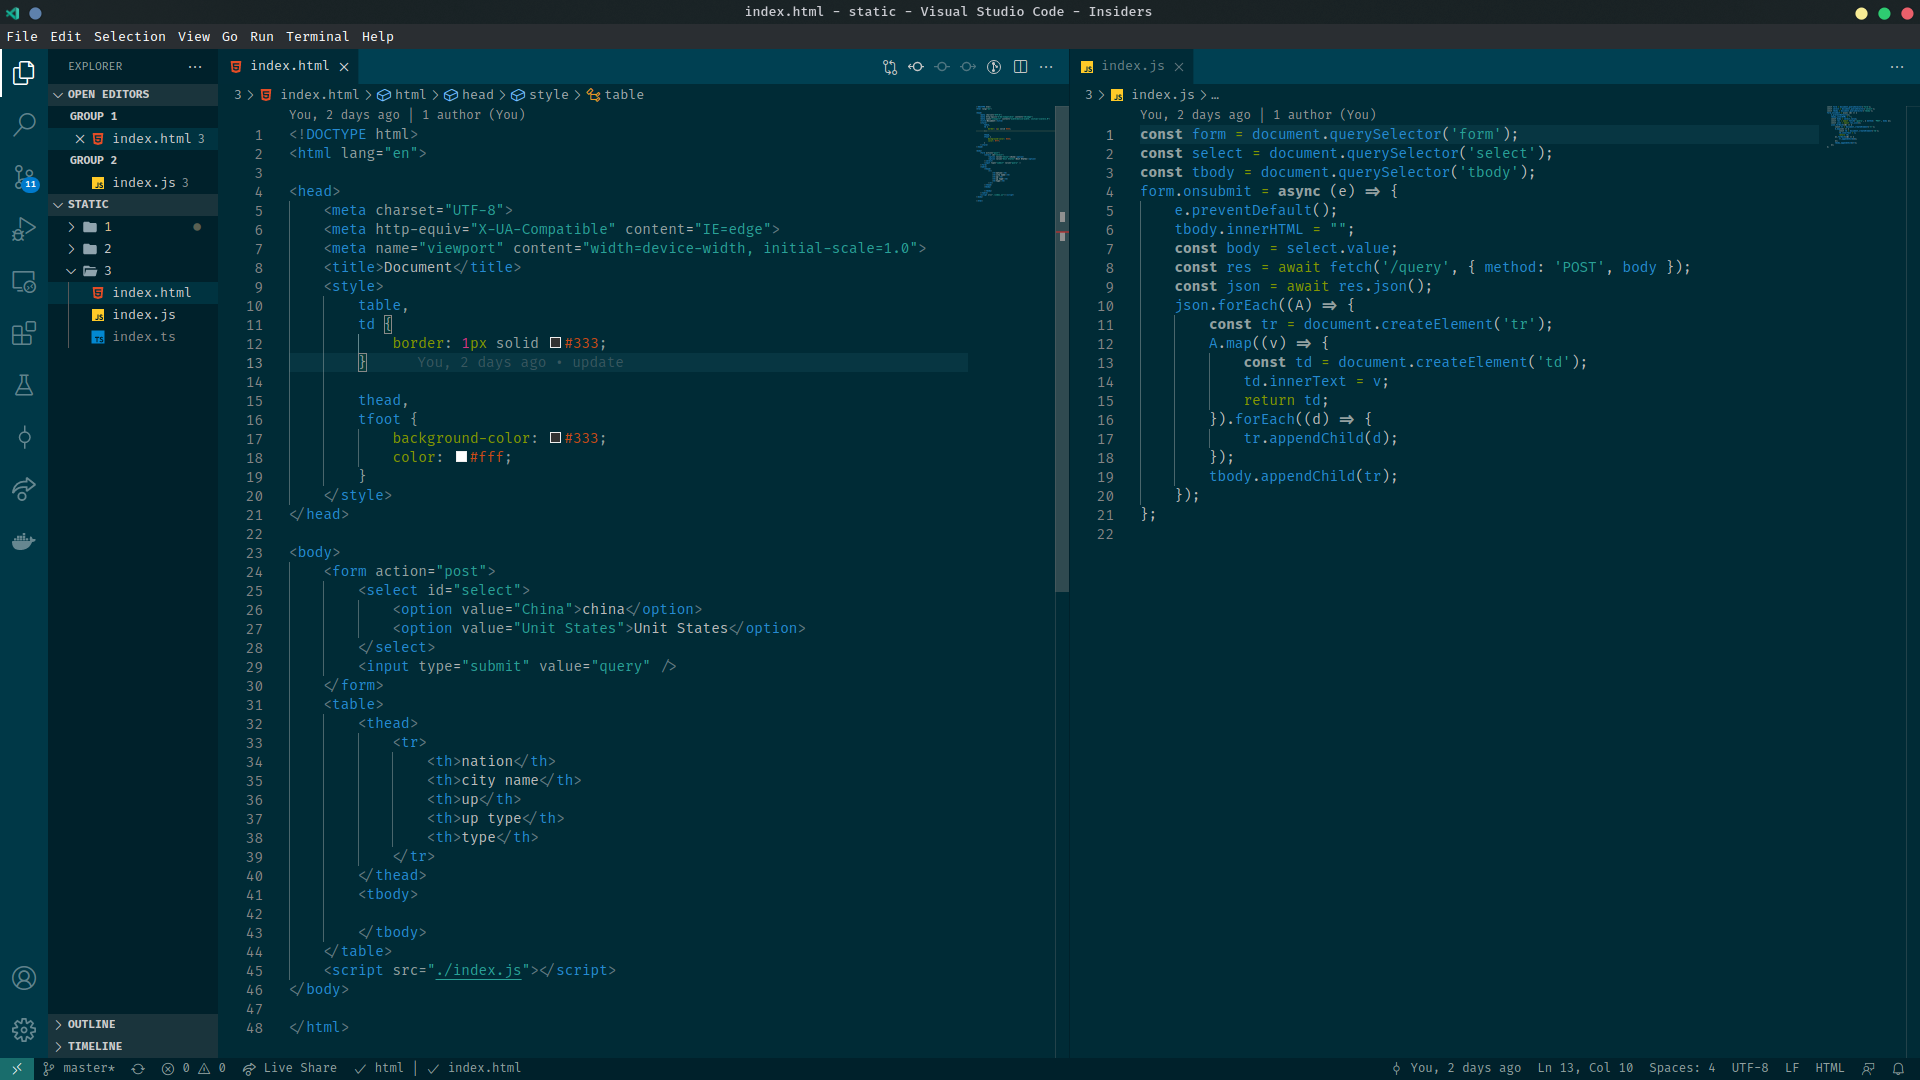 index.html - static - Visual Studio Code - Insiders
File Edit Selection View Go Run Terminal Help
EXPLORER
OPEN EDITORS
GROUP 1
index.html 3
GROUP 2
index.js 3
STATIC
1
2
3
index.html
index.js
index.ts
OUTLINE
TIMELINE
11
index.html
3 > index.html > html > head > style > table
You, 2 days ago | 1 author (You)
1 <!DOCTYPE html>
2 <html lang="en">
3
4 <head>
5 <meta charset="UTF-8">
6 <meta http-equiv="X-UA-Compatible" content="IE=edge">
7 <meta name="viewport" content="width=device-width, initial-scale=1.0">
8 <title>Document</title>
9 <style>
10 table,
11 td {
12 border: 1px solid #333;
13 } You, 2 days ago • update
14
15 thead,
16 tfoot {
17 background-color: #333;
18 color: #fff;
19 }
20 </style>
21 </head>
22
23 <body>
24 <form action="post">
25 <select id="select">
26 <option value="China">china</option>
27 <option value="Unit States">Unit States</option>
28 </select>
29 <input type="submit" value="query" />
30 </form>
31 <table>
32 <thead>
33 <tr>
34 <th>nation</th>
35 <th>city name</th>
36 <th>up</th>
37 <th>up type</th>
38 <th>type</th>
39 </tr>
40 </thead>
41 <tbody>
42
43 </tbody>
44 </table>
45 <script src="./index.js"></script>
46 </body>
47
48 </html>
index.js
3 > index.js > …
You, 2 days ago | 1 author (You)
1 const form = document.querySelector('form');
2 const select = document.querySelector('select');
3 const tbody = document.querySelector('tbody');
4 form.onsubmit = async (e) => {
5 e.preventDefault();
6 tbody.innerHTML = "";
7 const body = select.value;
8 const res = await fetch('/query', { method: 'POST', body });
9 const json = await res.json();
10 json.forEach((A) => {
11 const tr = document.createElement('tr');
12 A.map((v) => {
13 const td = document.createElement('td');
14 td.innerText = v;
15 return td;
16 }).forEach((d) => {
17 tr.appendChild(d);
18 });
19 tbody.appendChild(tr);
20 });
21 };
22
master* 0 0 Live Share html | index.html You, 2 days ago Ln 13, Col 10 Spaces: 4 UTF-8 LF HTML